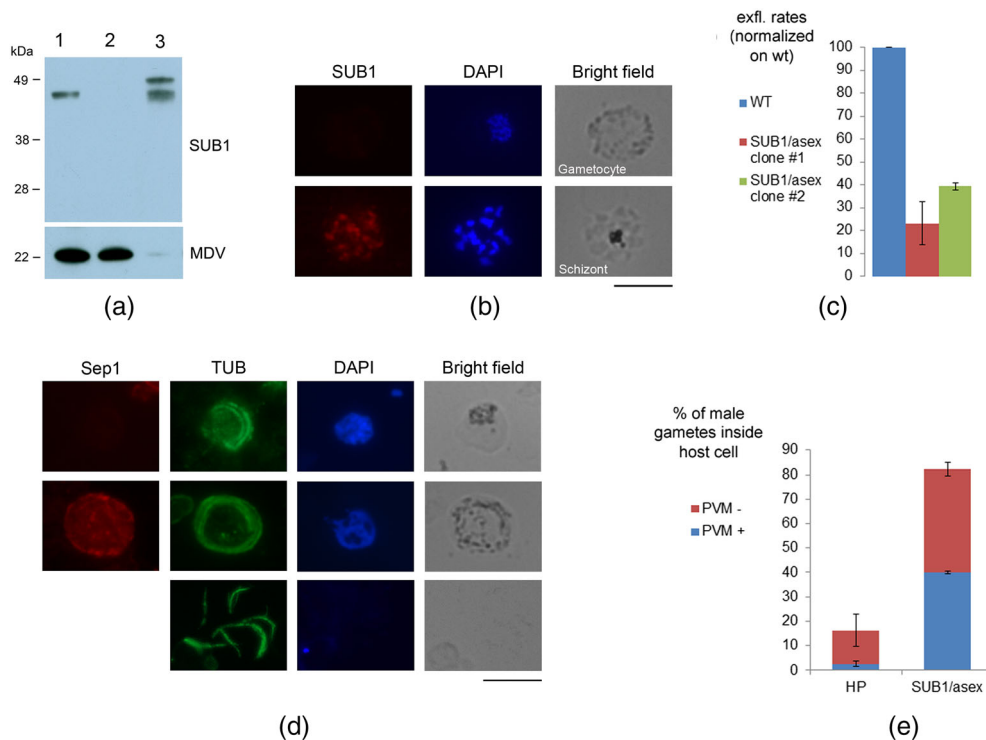 kDa
1 2 3
49
38
28
22
SUB1
MDV
(a)
SUB1 DAPI Bright field
Gametocyte
Schizont
(b)
exfl. rates
(normalized
on wt)
WT
SUB1/asex
clone #1
SUB1/asex
clone #2
100
90
80
70
60
50
40
30
20
10
0
(c)
Sep1 TUB DAPI Bright field
(d)
% of male
gametes inside
host cell
PVM -
PVM +
90
80
70
60
50
40
30
20
10
0
HP SUB1/asex
(e)